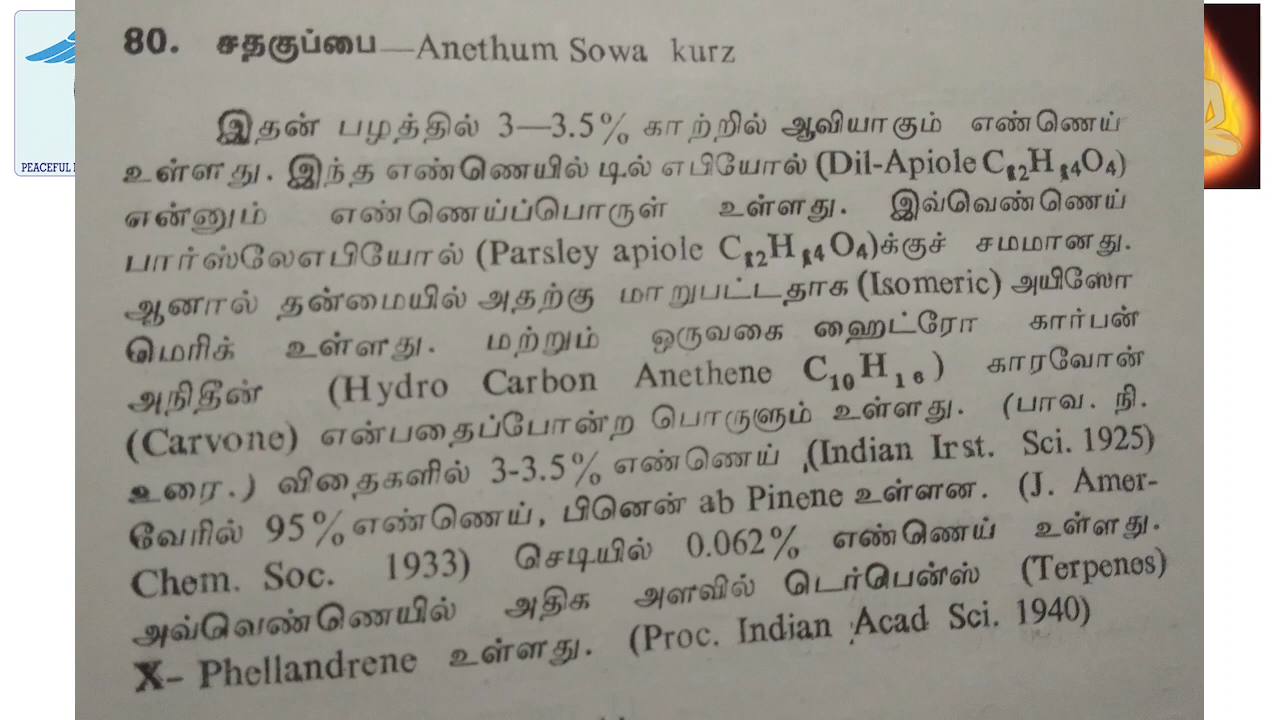 80. சதகுப்பை—Anethum Sowa kurz
இதன் பழத்தில் 3—3.5% காற்றில் ஆவியாகும் எண்ணெய்
உள்ளது. இந்த எண்ணெயில் டில் எபியோல் (Dil-Apiole C12H14O4)
என்னும் எண்ணெய்ப்பொருள் உள்ளது. இவ்வெண்ணெய்
பார்ஸ்லேஎபியோல் (Parsley apiole C12H14O4)க்குச் சமமானது.
ஆனால் தன்மையில் அதற்கு மாறுபட்டதாக (Isomeric) அயிஸோ
மெரிக் உள்ளது. மற்றும் ஒருவகை ஹைட்ரோ கார்பன்
அநிதீன் (Hydro Carbon Anethene C10H16) காரவோன்
(Carvone) என்பதைப்போன்ற பொருளும் உள்ளது. (பாவ. நி.
உரை.) விதைகளில் 3-3.5% எண்ணெய் (Indian Irst. Sci. 1925)
வேரில் 95% எண்ணெய், பினென் ab Pinene உள்ளன. (J. Amer-
Chem. Soc. 1933) செடியில் 0.062% எண்ணெய் உள்ளது.
அவ்வெண்ணெயில் அதிக அளவில் டெர்பென்ஸ் (Terpenes)
X- Phellandrene உள்ளது. (Proc. Indian Acad Sci. 1940)
PEACEFUL